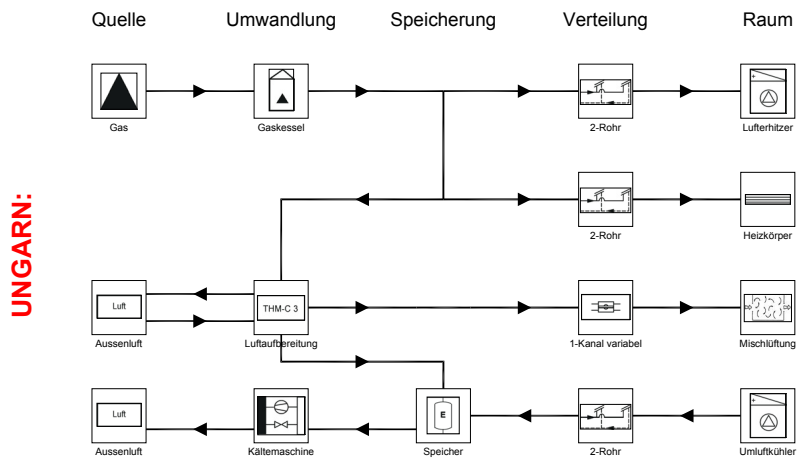 Quelle Umwandlung Speicherung Verteilung Raum
Gas Gaskessel 2-Rohr Lufterhitzer
2-Rohr Heizkörper
UNGARN:
Luft THM-C 3
Aussenluft Luftaufbereitung 1-Kanal variabel Mischlüftung
Luft E
Aussenluft Kältemaschine Speicher 2-Rohr Umluftkühler